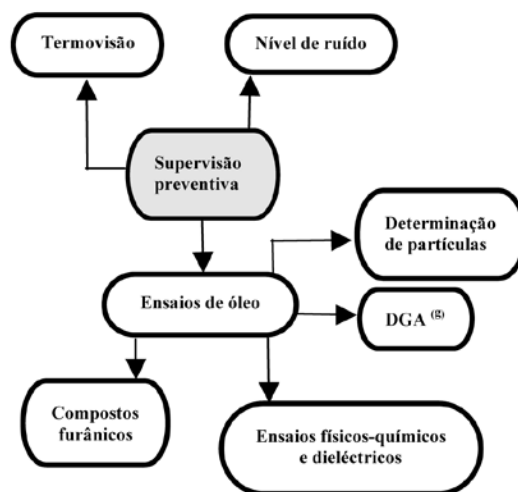 Termovisão
Nível de ruído
Supervisão
preventiva
Determinação
de partículas
Ensaios de óleo
DGA (g)
Compostos
furânicos
Ensaios físicos-químicos
e dieléctricos